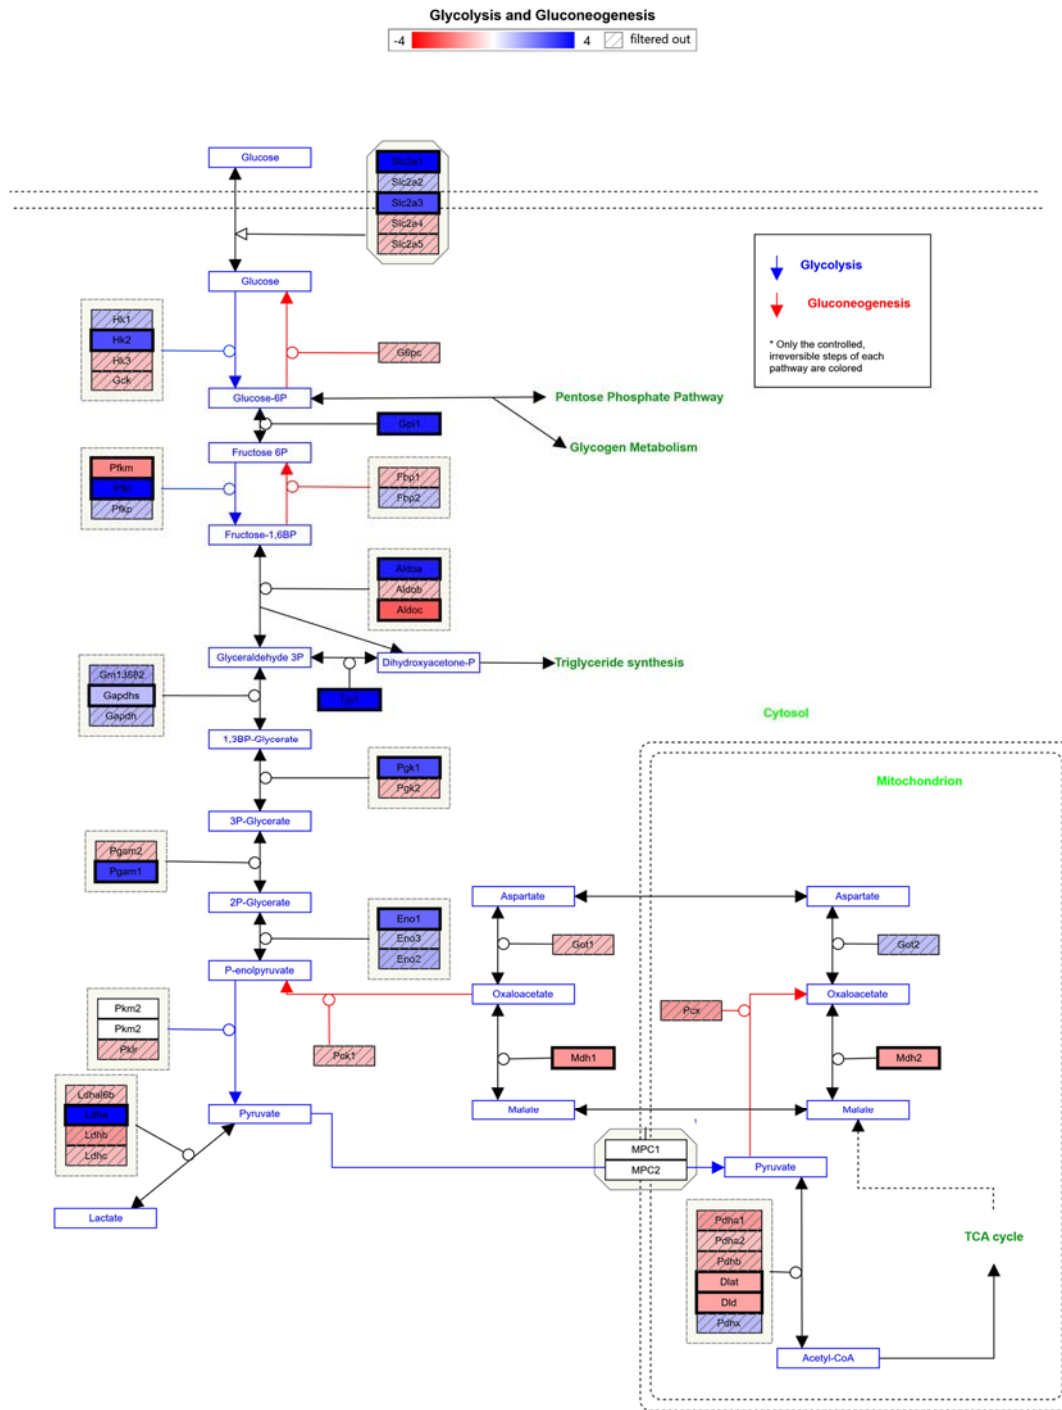 Glycolysis and Gluconeogenesis
-4
4
filtered out
Glucose
Slc2a1
Slc2a2
Slc2a3
Slc2a4
Slc2a5
Glucose
Glycolysis
Gluconeogenesis
* Only the controlled,
irreversible steps of each
pathway are colored
Hk1
Hk2
Hk3
Gck
G6pc
Glucose-6P
Pentose Phosphate Pathway
Gpi1
Glycogen Metabolism
Fructose 6P
Pfkm
Pfkl
Pfkp
Fbp1
Fbp2
Fructose-1,6BP
Aldoa
Aldob
Aldoc
Glyceraldehyde 3P
Dihydroxyacetone-P
Triglyceride synthesis
Gm13882
Gapdhs
Gapdh
Tpi1
Cytosol
1,3BP-Glycerate
Pgk1
Pgk2
Mitochondrion
3P-Glycerate
Pgam2
Pgam1
2P-Glycerate
Aspartate
Aspartate
Eno1
Eno3
Eno2
Got1
Got2
P-enolpyruvate
Oxaloacetate
Oxaloacetate
Pkm2
Pkm2
Pklr
Pcx
Pck1
Mdh1
Mdh2
Ldhal6b
Ldha
Ldhb
Ldhc
Pyruvate
Malate
Malate
1
MPC1
MPC2
Pyruvate
Lactate
Pdha1
Pdha2
Pdhb
Dlat
Dld
Pdhx
TCA cycle
Acetyl-CoA